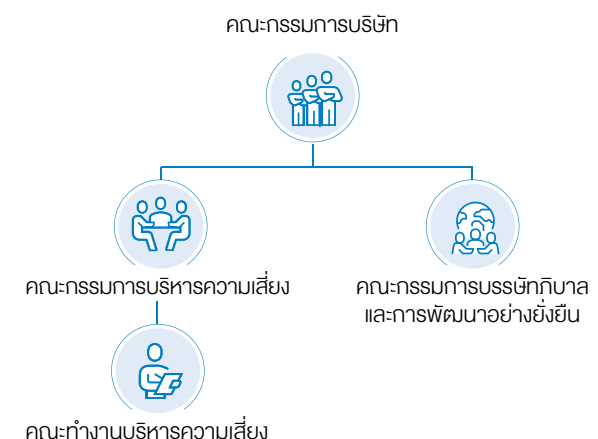 คณะกรรมการบริษัท
คณะกรรมการบริหารความเสี่ยง
คณะกรรมการบรรษัทภิบาล
และการพัฒนาอย่างยั่งยืน
คณะทำงานบริหารความเสี่ยง